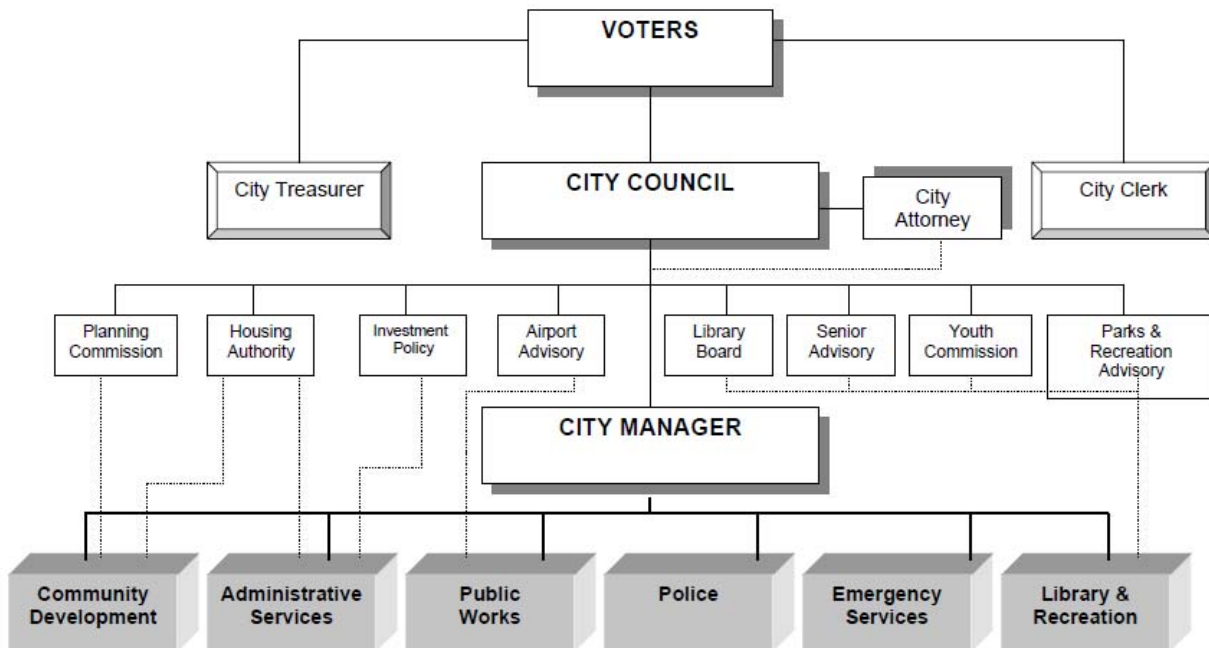 VOTERS
City Treasurer
CITY COUNCIL
City
Attorney
City Clerk
Planning
Commission
Housing
Authority
Investment
Policy
Airport
Advisory
Library
Board
Senior
Advisory
Youth
Commission
Parks &
Recreation
Advisory
CITY MANAGER
Community
Development
Administrative
Services
Public
Works
Police
Emergency
Services
Library &
Recreation